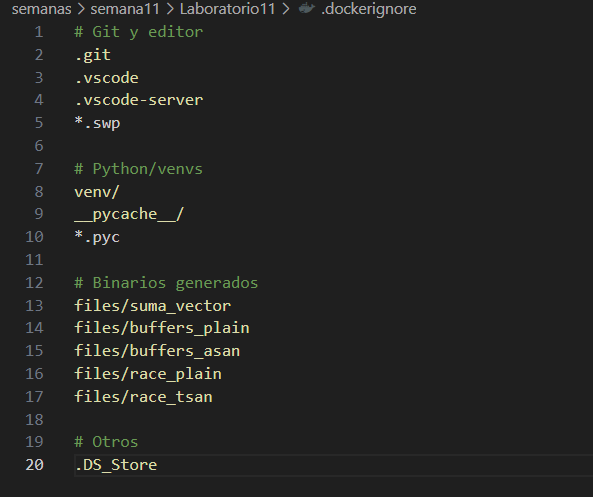 semanas > semana11 > Laboratorio11 > .dockerignore
1 # Git y editor
2 .git
3 .vscode
4 .vscode-server
5 *.swp
6
7 # Python/venvs
8 venv/
9 __pycache__/
10 *.pyc
11
12 # Binarios generados
13 files/suma_vector
14 files/buffers_plain
15 files/buffers_asan
16 files/race_plain
17 files/race_tsan
18
19 # Otros
20 .DS_Store